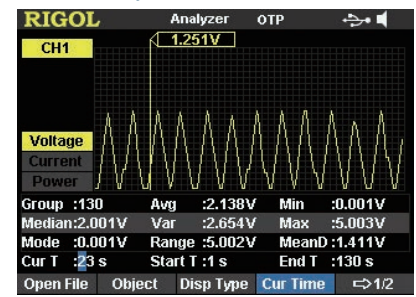 RIGOL Analyzer OTP
CH1 1.251V
Voltage
Current
Power
Group :130 Avg :2.138V Min :0.001V
Median:2.001V Var :2.654V Max :5.003V
Mode :0.001V Range :5.002V MeanD:1.411V
Cur T :23 s Start T :1 s End T :130 s
Open File Object Disp Type Cur Time ⇨1/2